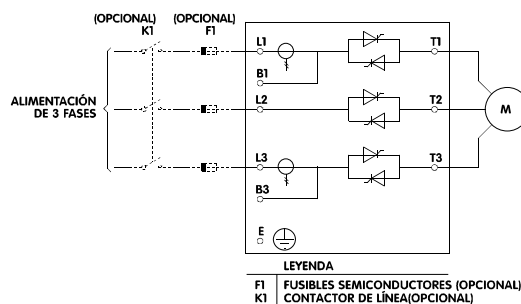 (OPCIONAL) (OPCIONAL)
K1 F1
L1 T1
B1
ALIMENTACIÓN
DE 3 FASES
L2 T2
M
L3 T3
B3
E
LEYENDA
F1 FUSIBLES SEMICONDUCTORES (OPCIONAL)
K1 CONTACTOR DE LÍNEA(OPCIONAL)